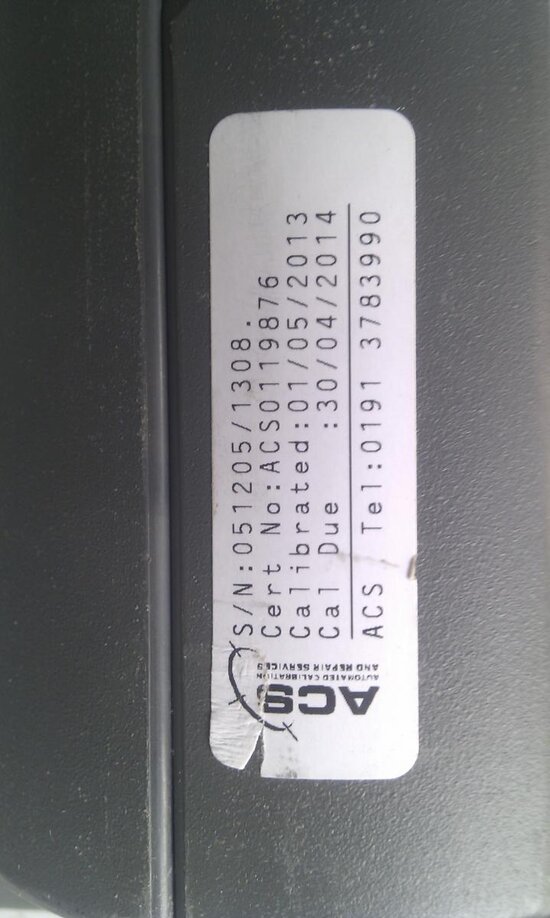 S/N:051205/1308.
Cert No:ACS0119876
Calibrated:01/05/2013
Cal Due :30/04/2014
ACS Tel:0191 3783990
ACS
AUTOMATED CALIBRATION
AND REPAIR SERVICES